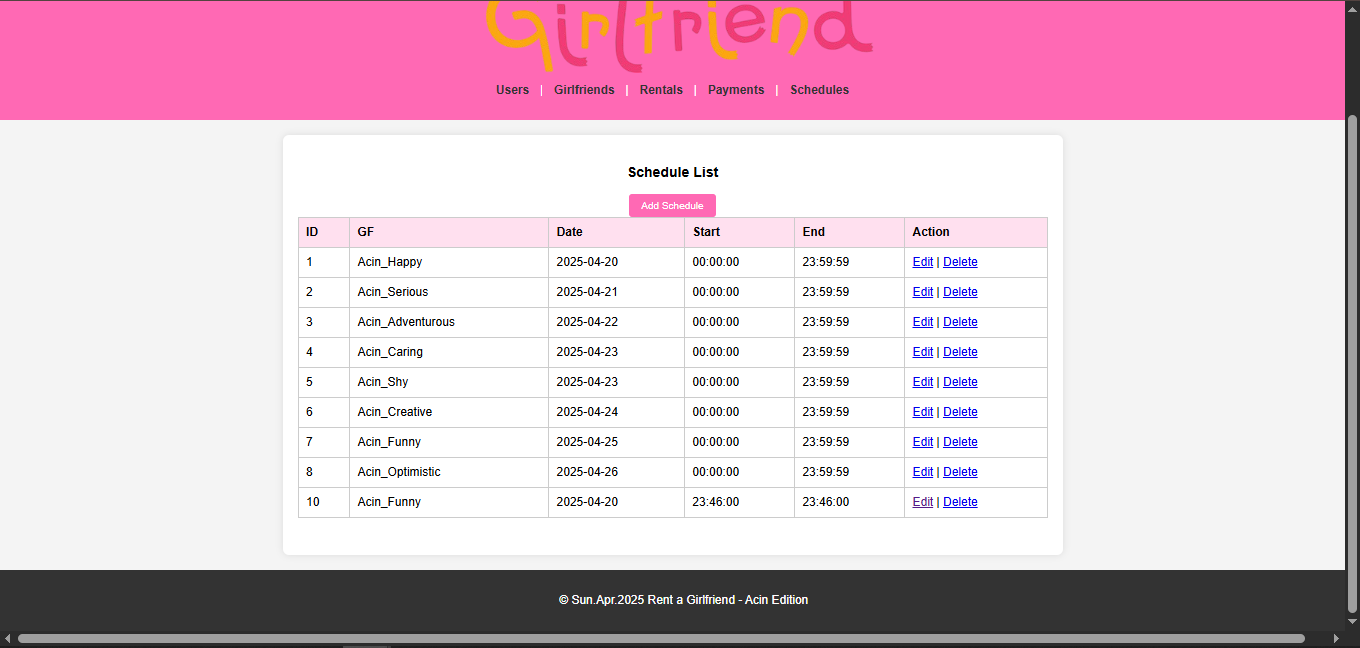 Girlfriend
Users | Girlfriends | Rentals | Payments | Schedules
Schedule List
Add Schedule
ID GF Date Start End Action
1 Acin_Happy 2025-04-20 00:00:00 23:59:59 Edit | Delete
2 Acin_Serious 2025-04-21 00:00:00 23:59:59 Edit | Delete
3 Acin_Adventurous 2025-04-22 00:00:00 23:59:59 Edit | Delete
4 Acin_Caring 2025-04-23 00:00:00 23:59:59 Edit | Delete
5 Acin_Shy 2025-04-23 00:00:00 23:59:59 Edit | Delete
6 Acin_Creative 2025-04-24 00:00:00 23:59:59 Edit | Delete
7 Acin_Funny 2025-04-25 00:00:00 23:59:59 Edit | Delete
8 Acin_Optimistic 2025-04-26 00:00:00 23:59:59 Edit | Delete
10 Acin_Funny 2025-04-20 23:46:00 23:46:00 Edit | Delete
© Sun.Apr.2025 Rent a Girlfriend - Acin Edition